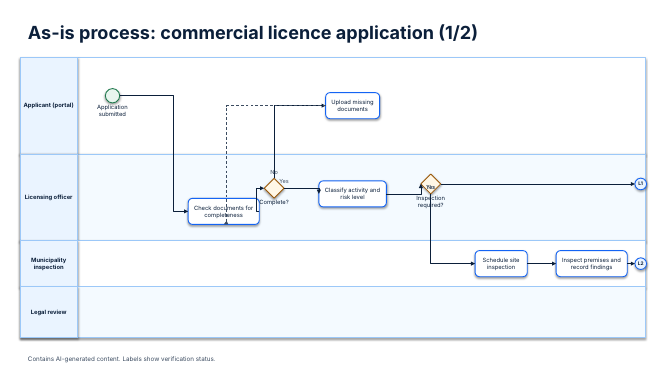 As-is process: commercial licence application (1/2)
Applicant (portal)
Application
submitted
Upload missing
documents
Licensing officer
Check documents for
completeness
No
Yes
Complete?
Classify activity and
risk level
Yes
Inspection
required?
L1
Municipality
inspection
Schedule site
inspection
Inspect premises and
record findings
L2
Legal review
Contains AI-generated content. Labels show verification status.